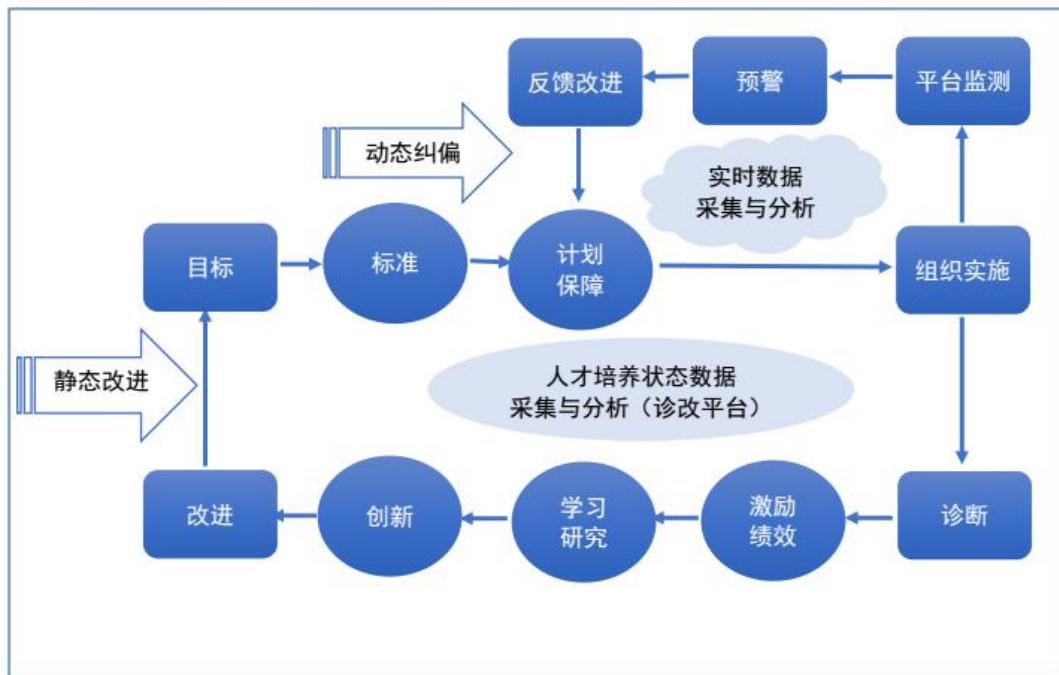 反馈改进
预警
平台监测
动态纠偏
实时数据
采集与分析
目标
标准
计划
保障
组织实施
静态改进
人才培养状态数据
采集与分析（诊改平台）
改进
创新
学习
研究
激励
绩效
诊断